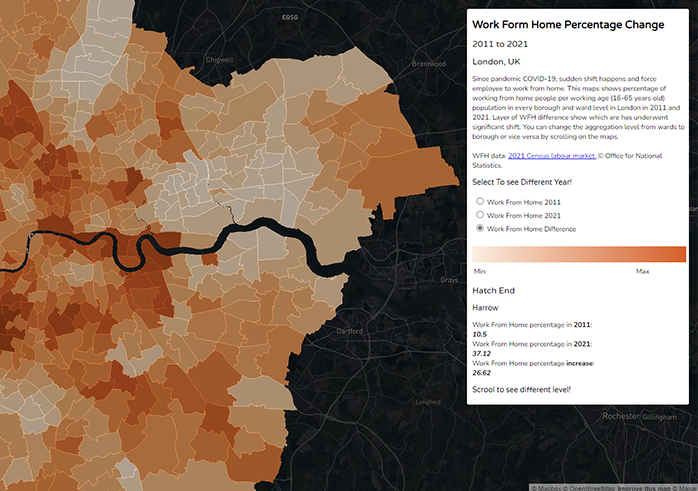 EG5G
Chigwell
Brentwood
Grays
Dartford
Longfield
Rochester
Gillingham
Work Form Home Percentage Change
2011 to 2021
London, UK
Since pandemic COVID-19, sudden shift happens and force
employee to work from home. This maps shows percentage of
working from home people per working age (16-65 years old)
population in every borough and ward level in London in 2011 and
2021. Layer of WFH difference show which are has underwent
significant shift. You can change the aggregation level from wards to
borough or vice versa by scrolling on the maps.
WFH data: 2021 Census labour market ,© Office for National
Statistics.
Select To see Different Year!
Work From Home 2011
Work From Home 2021
Work From Home Difference
Min Max
Hatch End
Harrow
Work From Home percentage in 2011:
10.5
Work From Home percentage in 2021:
37.12
Work From Home percentage increase:
26.62
Scrool to see different level!
© Mapbox © OpenStreetMap Improve this map © Maxar